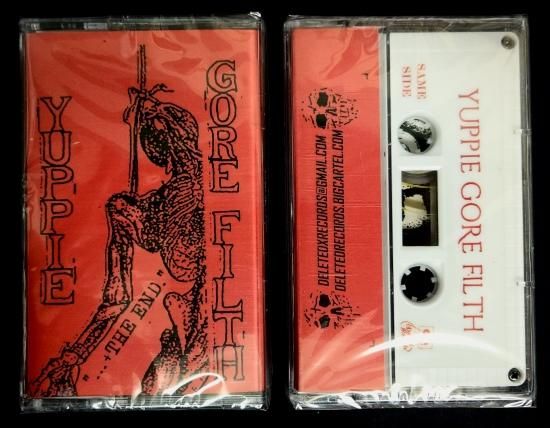 YUPPIE
GORE FILTH
"...+THE END."
DELETEDXRECORDS@GMAIL.COM
DELETEDRECORDS.BIGCARTEL.COM
SAME
SIDE
YUPPIE GORE FILTH